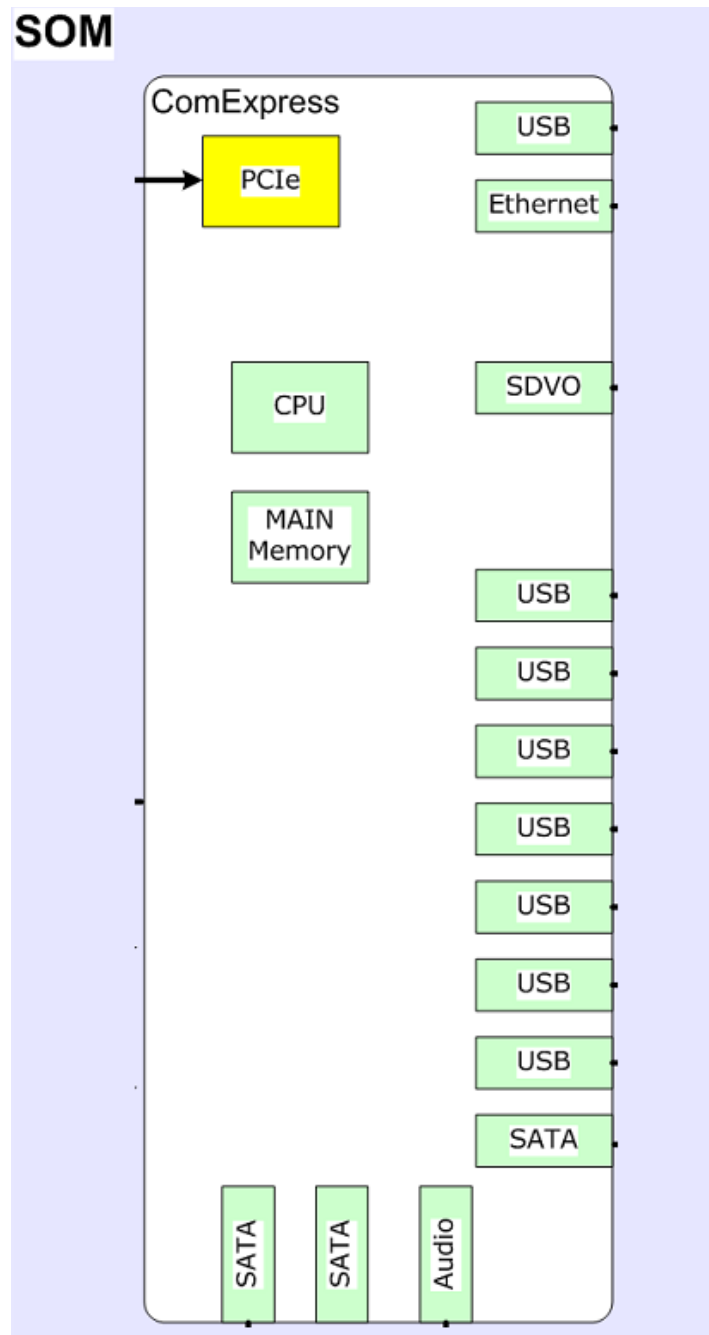 SOM
ComExpress
PCIe
USB
Ethernet
CPU
SDVO
MAIN
Memory
USB
USB
USB
USB
USB
USB
USB
SATA
SATA
SATA
Audio